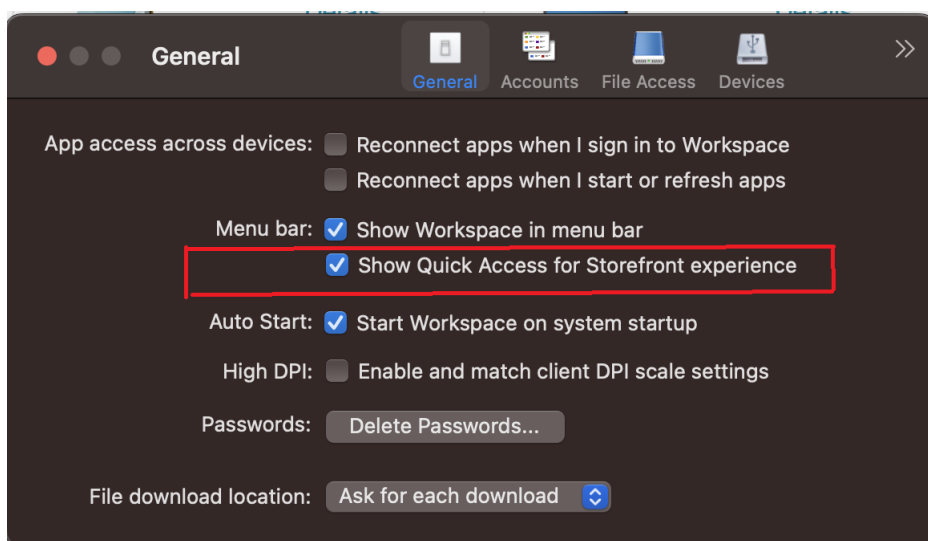 General
General Accounts File Access Devices
App access across devices: Reconnect apps when I sign in to Workspace
Reconnect apps when I start or refresh apps
Menu bar: Show Workspace in menu bar
Show Quick Access for Storefront experience
Auto Start: Start Workspace on system startup
High DPI: Enable and match client DPI scale settings
Passwords: Delete Passwords...
File download location: Ask for each download